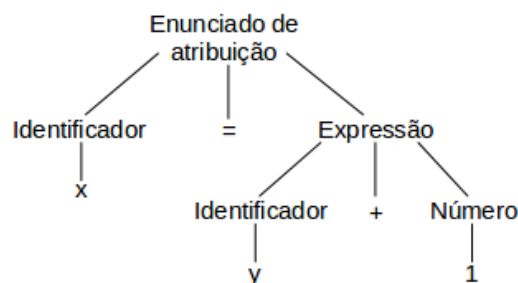 Enunciado de
atribuição
Identificador
=
Expressão
x
Identificador
+
Número
y
1